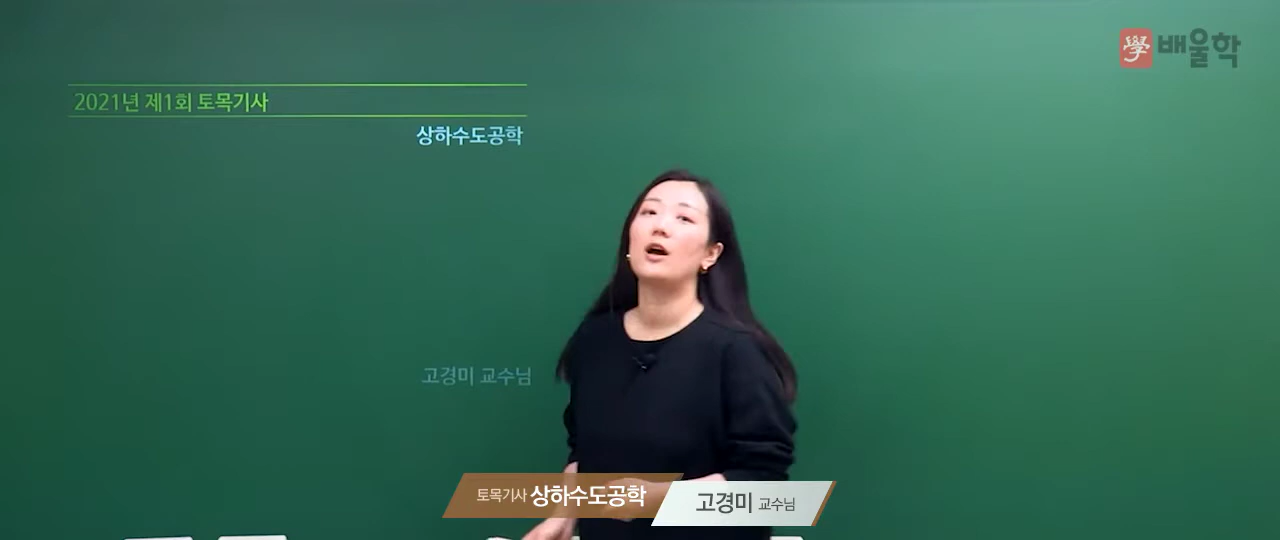 學 배울학
2021년 제1회 토목기사
상하수도공학
고경미 교수님
토목기사 상하수도공학
고경미 교수님